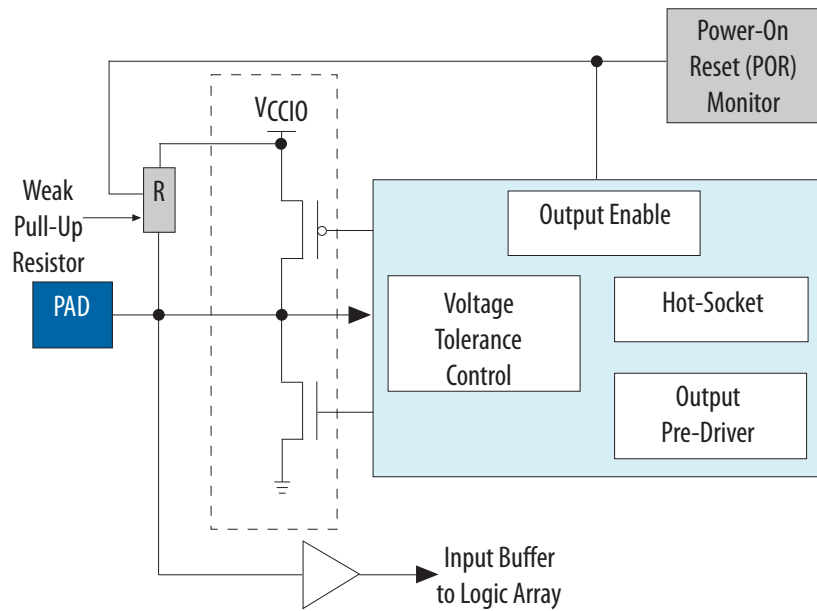 Power-On
Reset (POR)
Monitor
VCCIO
R
Weak
Pull-Up
Resistor
Output Enable
PAD
Voltage
Tolerance
Control
Hot-Socket
Output
Pre-Driver
Input Buffer
to Logic Array